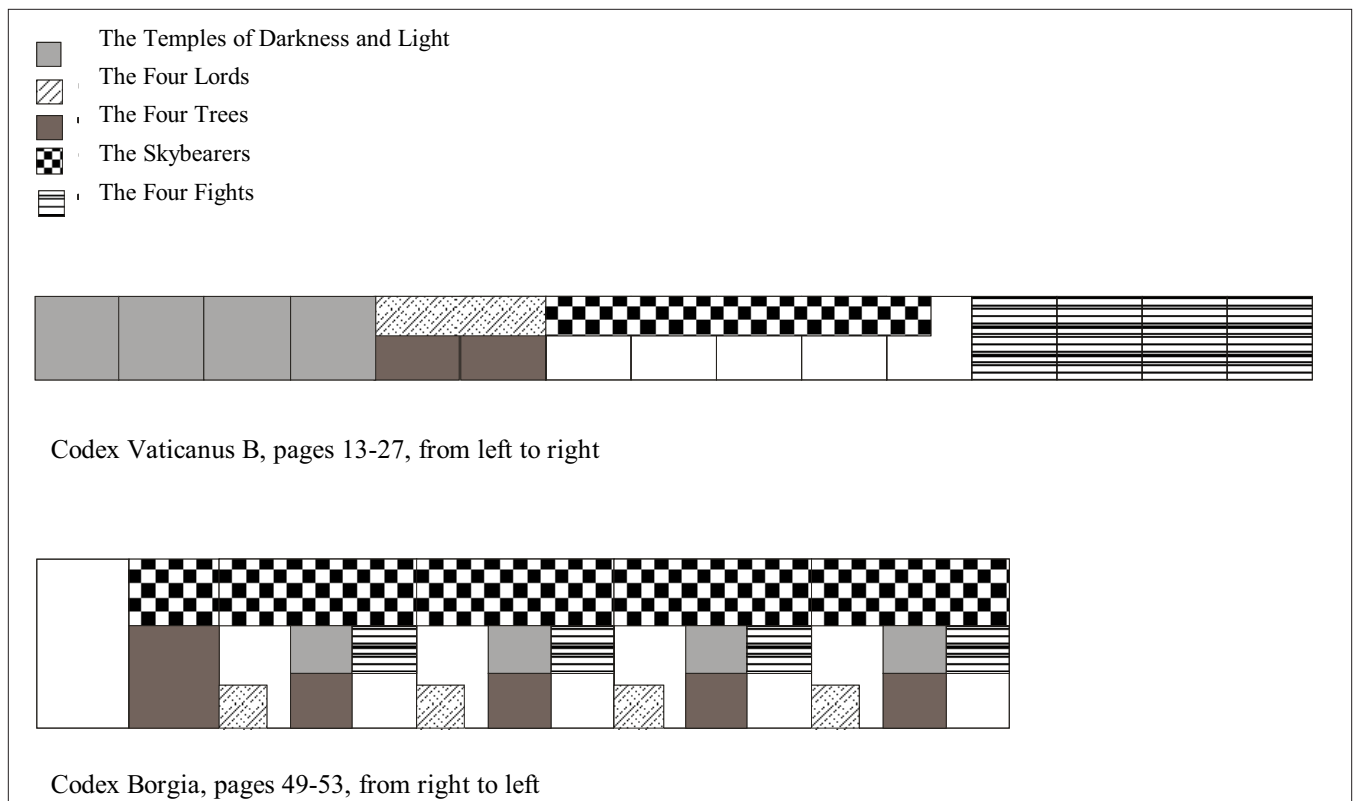 The Temples of Darkness and Light
The Four Lords
The Four Trees
The Skybearers
The Four Fights
Codex Vaticanus B, pages 13-27, from left to right
Codex Borgia, pages 49-53, from right to left